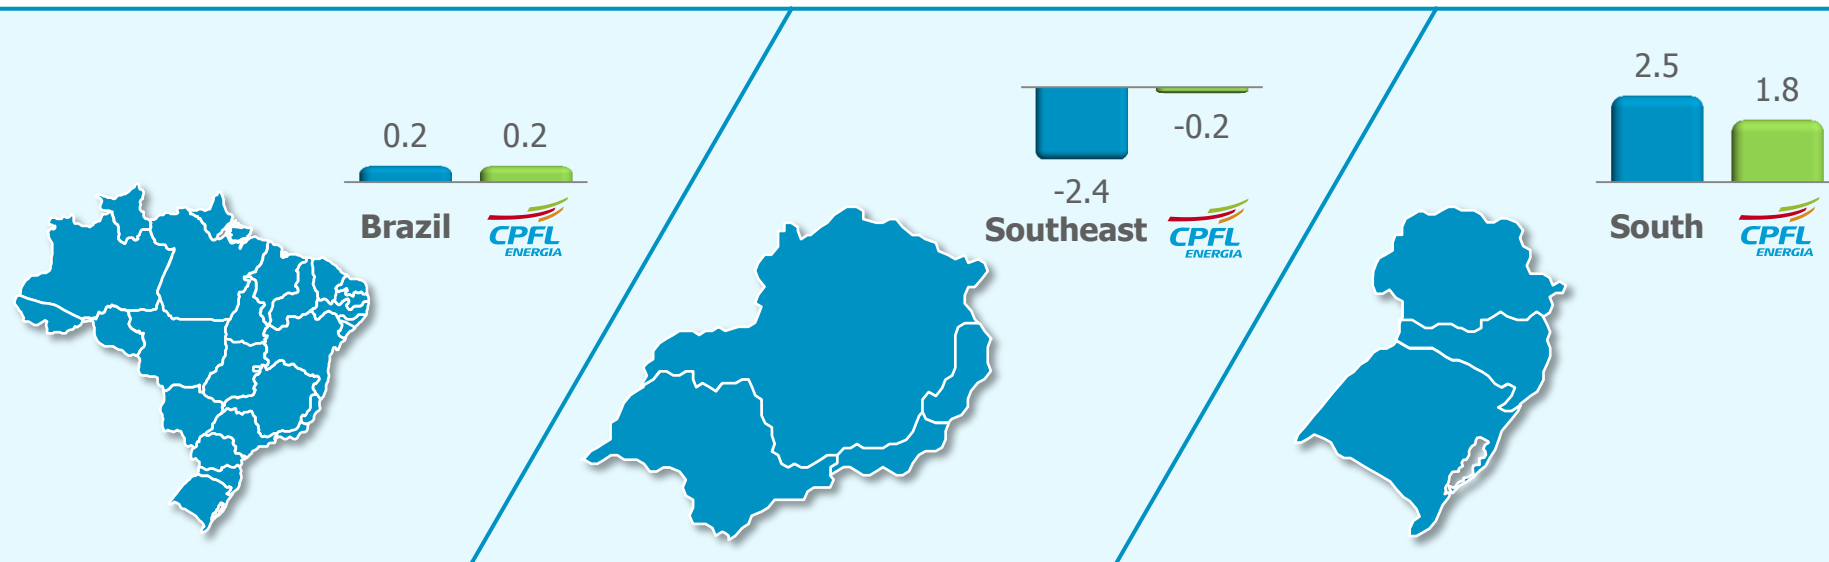 0.2 0.2
Brazil CPFL
ENERGIA
-0.2
-2.4
Southeast CPFL
ENERGIA
2.5
1.8
South CPFL
ENERGIA